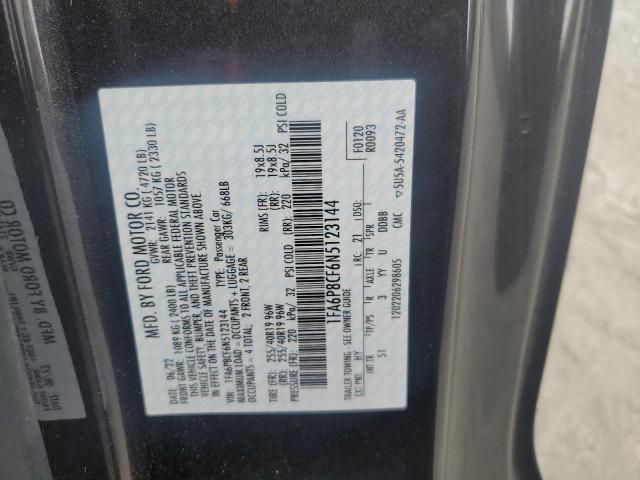 MFD. BY FORD MOTOR CO.
06/22 GVWR: 2141 KG ( 4720 LB)
FRONT GAWR: 1089 KG ( 2400 LB) REAR GAWR: 1057 KG ( 2330 LB)
THIS VEHICLE CONFORMS TO ALL APPLICABLE FEDERAL MOTOR
VEHICLE SAFETY, BUMPER, AND THEFT PREVENTION STANDARDS
IN EFFECT ON THE DATE OF MANUFACTURE SHOWN ABOVE.
VIN: 1FA6P8CF6N5123144 TYPE: Passenger Car
MAXIMUM LOAD = OCCUPANTS + LUGGAGE = 303KG/ 668LB
OCCUPANTS = 4 TOTAL: 2 FRONT, 2 REAR
TIRE (FR): 255/40R19 96W RIMS (FR): 19x8.5J
(RR): 255/40R19 96W (RR): 19x8.5J
PRESSURE (FR): 220 kPa/ 32 PSI COLD (RR): 220 kPa/ 32 PSI COLD
1FA6P8CF6N5123144
TRAILER TOWING - SEE OWNER GUIDE F0120
EXT PNT: HY RC: 21 DSO: R0093
INT TR TP/PS R AXLE TR SPR
51 3 YY U DDBB
1202206298605 CMC ▽5U5A-5420472-AA